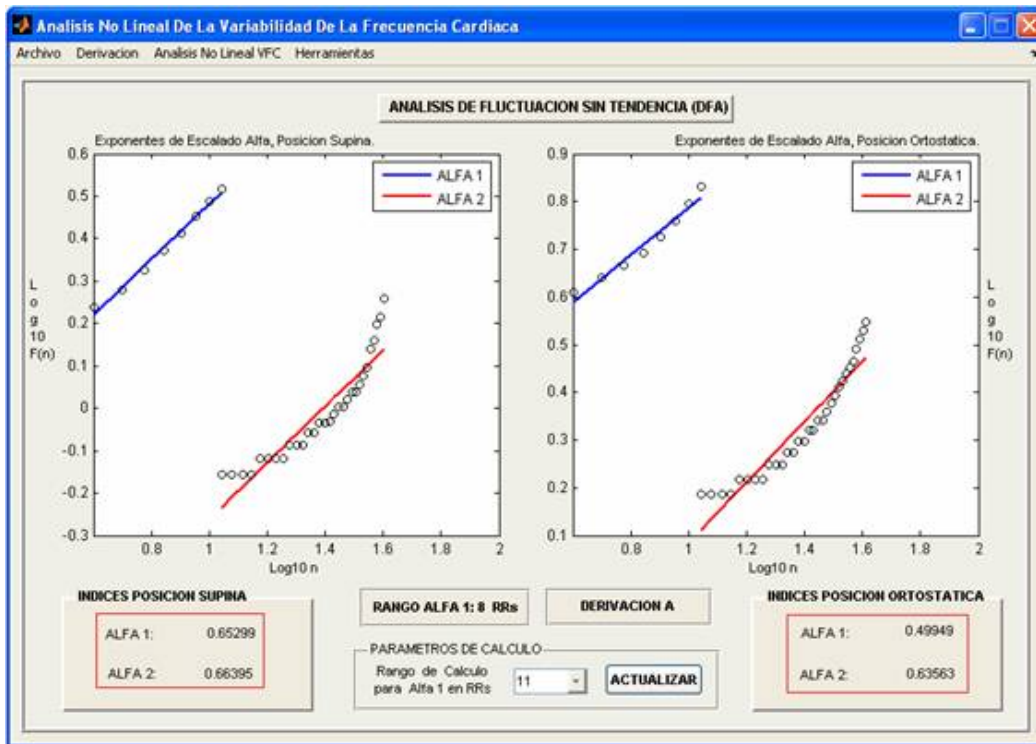 Analisis No Lineal De La Variabilidad De La Frecuencia Cardiaca
Archivo Derivacion Analisis No Lineal VFC Herramientas
ANALISIS DE FLUCTUACION SIN TENDENCIA (DFA)
Exponentes de Escalado Alfa, Posicion Supina.
0.6
0.5
0.4
0.3
0.2
0.1
0
-0.1
-0.2
-0.3
Log10 F(n)
ALFA 1
ALFA 2
0.8 1 1.2 1.4 1.6 1.8 2
Log10 n
Exponentes de Escalado Alfa, Posicion Ortostatica.
0.9
0.8
0.7
0.6
0.5
0.4
0.3
0.2
0.1
ALFA 1
ALFA 2
Log10 F(n)
0.8 1 1.2 1.4 1.6 1.8 2
Log10 n
INDICES POSICION SUPINA
ALFA 1: 0.65299
ALFA 2: 0.66395
RANGO ALFA 1: 8 RRs
DERIVACION A
PARAMETROS DE CALCULO
Rango de Calculo
para Alfa 1 en RRs
11
ACTUALIZAR
INDICES POSICION ORTOSTATICA
ALFA 1: 0.49949
ALFA 2: 0.63563